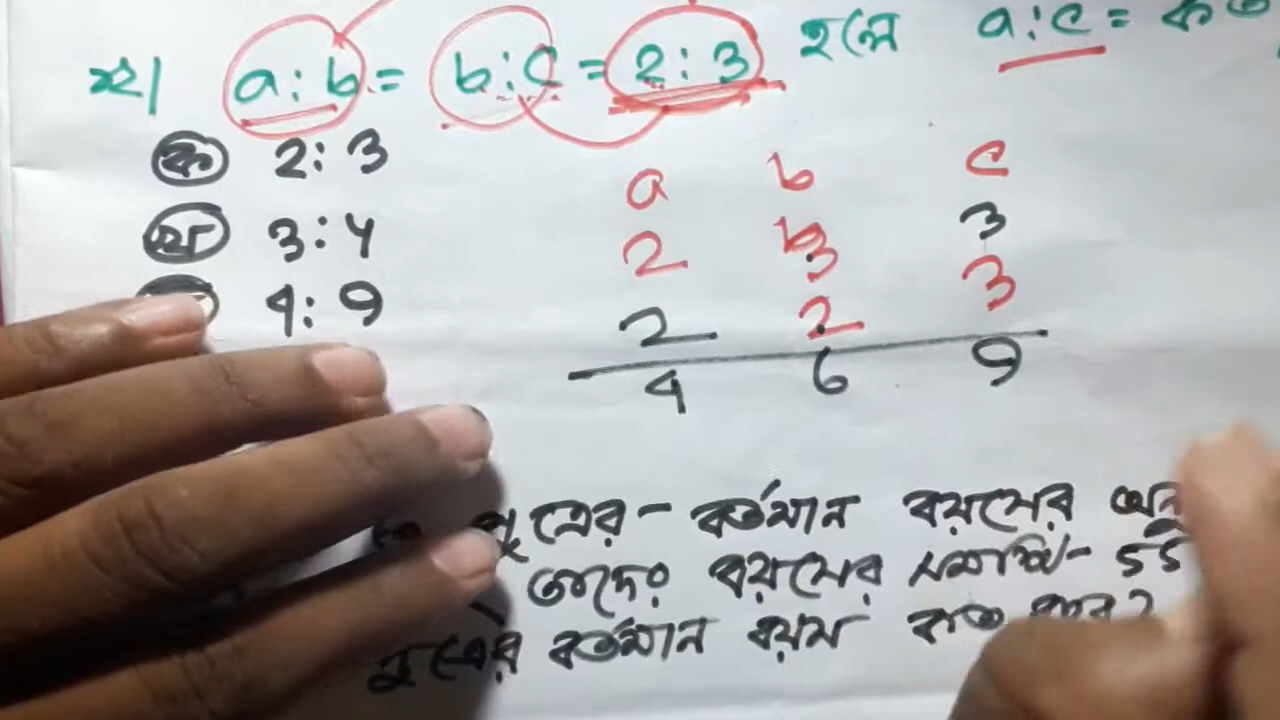 ২। a : b = b : c = 2 : 3 হলে a : c = কত
ক 2 : 3
খ 3 : 4
4 : 9
a b c
2 3 3
2 2 3
4 6 9
পুত্রের বর্তমান বয়সের
তাদের বয়সের সমষ্টি
পুত্রের বর্তমান বয়স কত